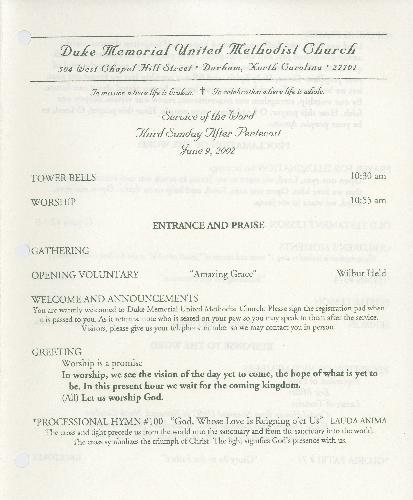 Duke Memorial United Methodist Church
504 West Chapel Hill Street • Durham, North Carolina • 27701
To mission where life is broken. ✝ To celebration where life is whole.
Service of the Word
Third Sunday After Pentecost
June 9, 2002
TOWER BELLS 10:30 am
WORSHIP 10:55 am
ENTRANCE AND PRAISE
GATHERING
OPENING VOLUNTARY "Amazing Grace" Wilbur Held
WELCOME AND ANNOUNCEMENTS
You are warmly welcomed to Duke Memorial United Methodist Church. Please sign the registration pad when
it is passed to you. As it returns, note who is seated on your pew so you may speak to them after the service.
Visitors, please give us your telephone number so we may contact you in person.
GREETING
Worship is a promise
In worship, we see the vision of the day yet to come, the hope of what is yet to
be. In this present hour we wait for the coming kingdom.
(All) Let us worship God.
*PROCESSIONAL HYMN #100 "God, Whose Love Is Reigning o'er Us" LAUDA ANIMA
The cross and light precede us from the world into the sanctuary and from the sanctuary into the world.
The cross symbolizes the triumph of Christ. The light signifies God's presence with us.